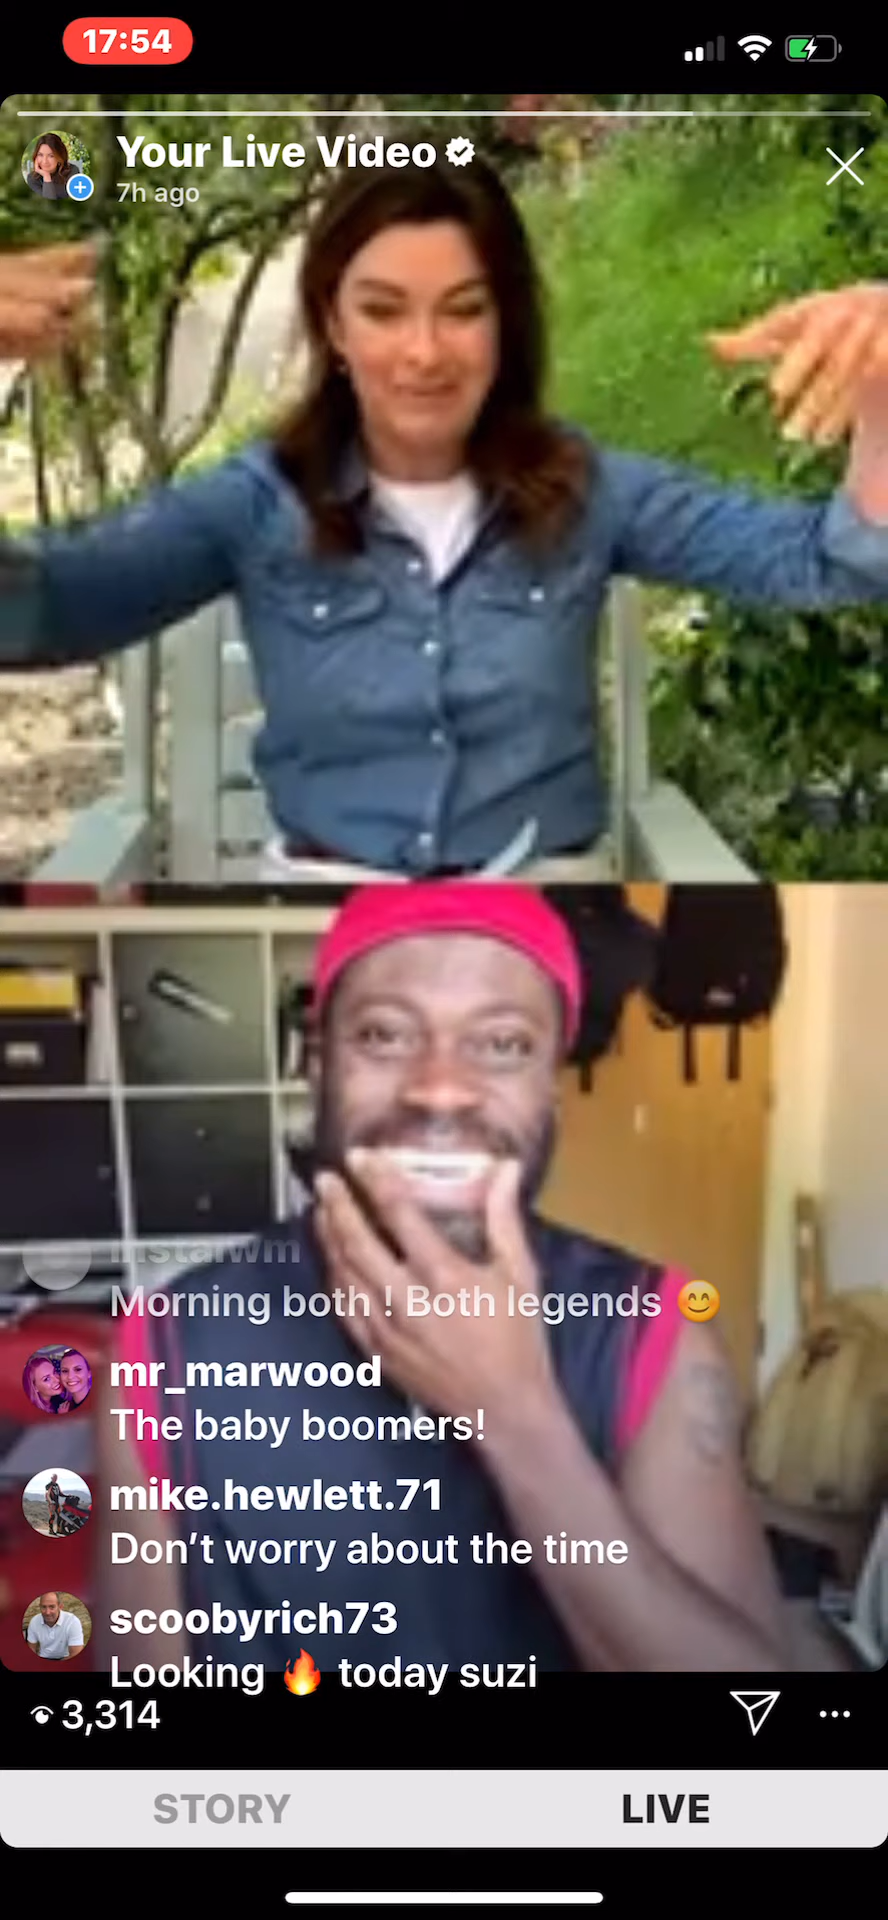 17:54
Your Live Video
7h ago
instalwm
Morning both ! Both legends 😊
mr_marwood
The baby boomers!
mike.hewlett.71
Don’t worry about the time
scoobyrich73
Looking 🔥 today suzi
3,314
STORY
LIVE